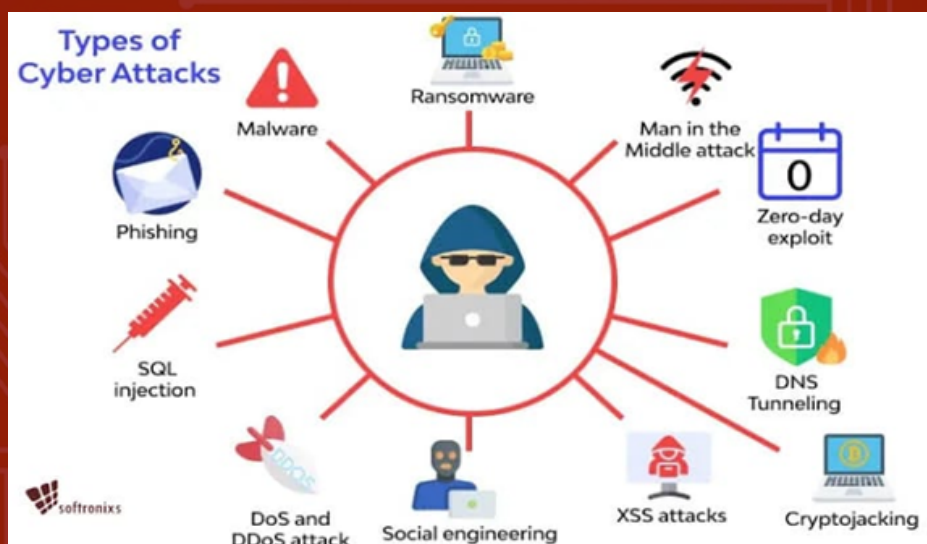 Types of
Cyber Attacks
Ransomware
Malware
Man in the
Middle attack
0
Zero-day
exploit
Phishing
SQL
injection
DNS
Tunneling
DDOS
DoS and
DDoS attack
Social engineering
XSS attacks
Cryptojacking
softronixs